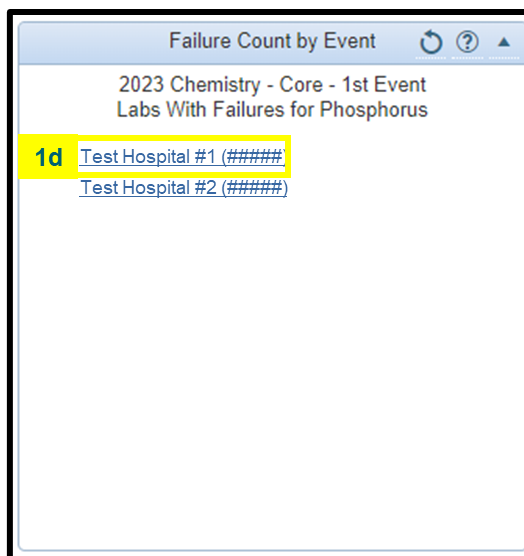 Failure Count by Event
2023 Chemistry - Core - 1st Event
Labs With Failures for Phosphorus
1d Test Hospital #1 (#####)
Test Hospital #2 (#####)